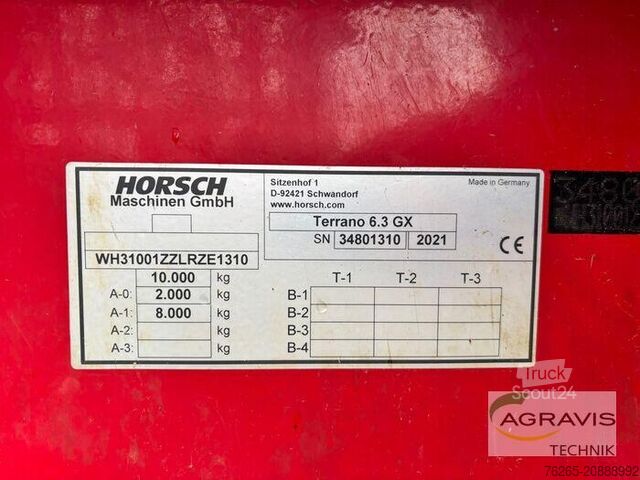 HORSCH
Maschinen GmbH
Sitzenhof 1
D-92421 Schwandorf
www.horsch.com
Made in Germany
Terrano 6.3 GX
SN 34801310 2021
CE
WH31001ZZLRZE1310
10.000 kg
A-0: 2.000 kg
A-1: 8.000 kg
A-2: kg
A-3: kg
T-1 T-2 T-3
B-1
B-2
B-3
B-4
3480
Truck
Scout24
AGRAVIS
TECHNIK
78265-20888992